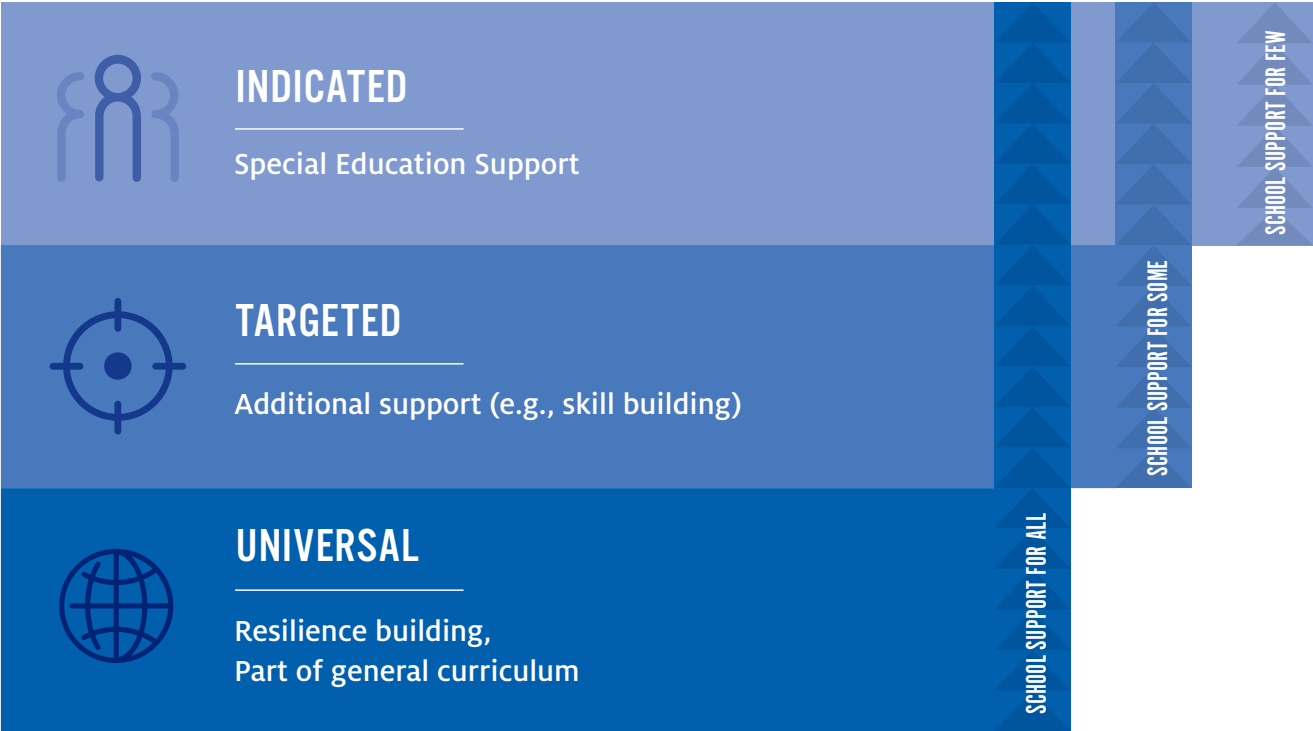 INDICATED
Special Education Support
SCHOOL SUPPORT FOR FEW
TARGETED
Additional support (e.g., skill building)
SCHOOL SUPPORT FOR SOME
UNIVERSAL
Resilience building,
Part of general curriculum
SCHOOL SUPPORT FOR ALL